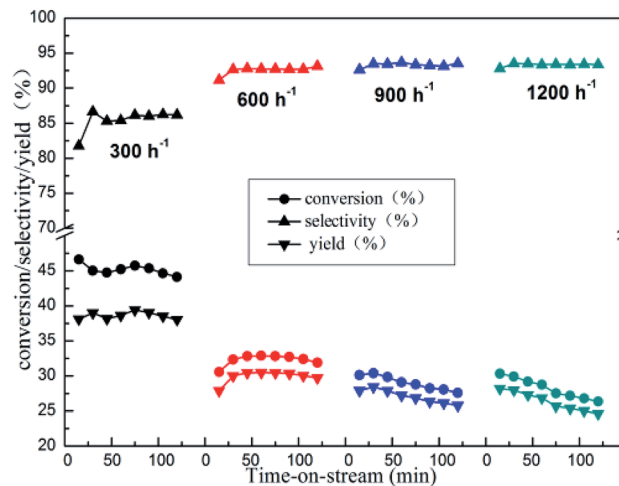 100
95
90
85
80
75
70
45
40
35
30
25
20
conversion/selectivity/yield（%）
300 h⁻¹
600 h⁻¹
900 h⁻¹
1200 h⁻¹
conversion（%）
selectivity（%）
yield（%）
0 50 100 0 50 100 0 50 100 0 50 100
Time-on-stream (min)